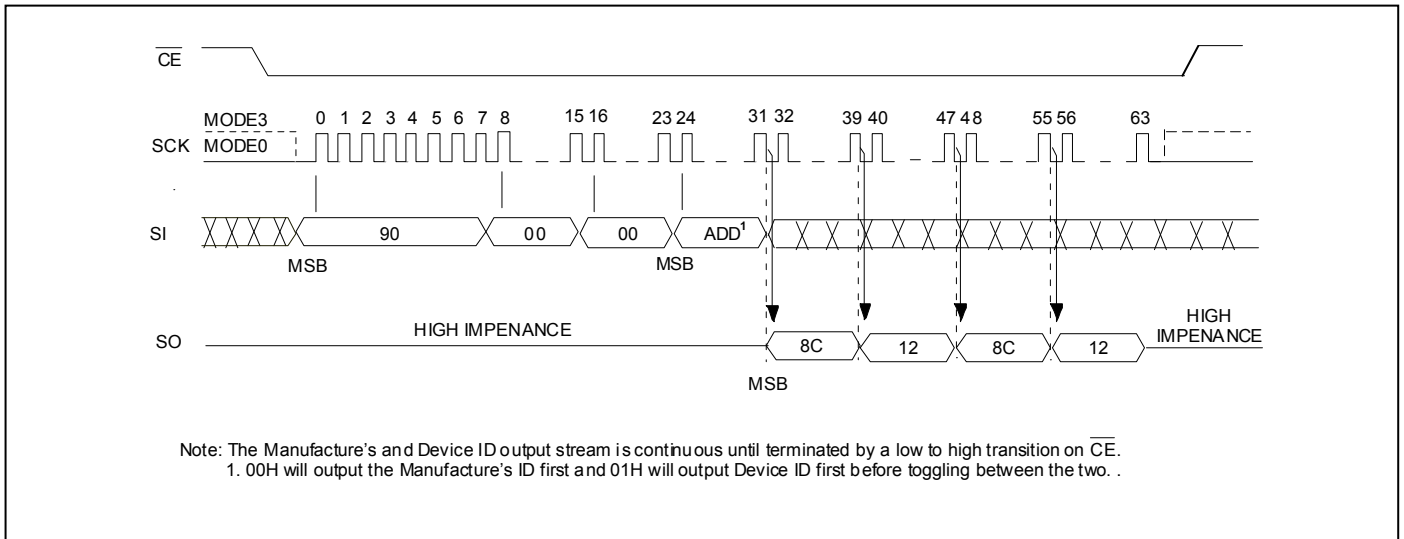 CE
MODE3 0 1 2 3 4 5 6 7 8 15 16 23 24 31 32 39 40 47 48 55 56 63
SCK MODE0
SI 90 00 00 ADD1
MSB MSB
HIGH IMPENANCE HIGH IMPENANCE
SO 8C 12 8C 12
MSB
Note: The Manufacture's and Device ID output stream is continuous until terminated by a low to high transition on CE.
1. 00H will output the Manufacture's ID first and 01H will output Device ID first before toggling between the two. .